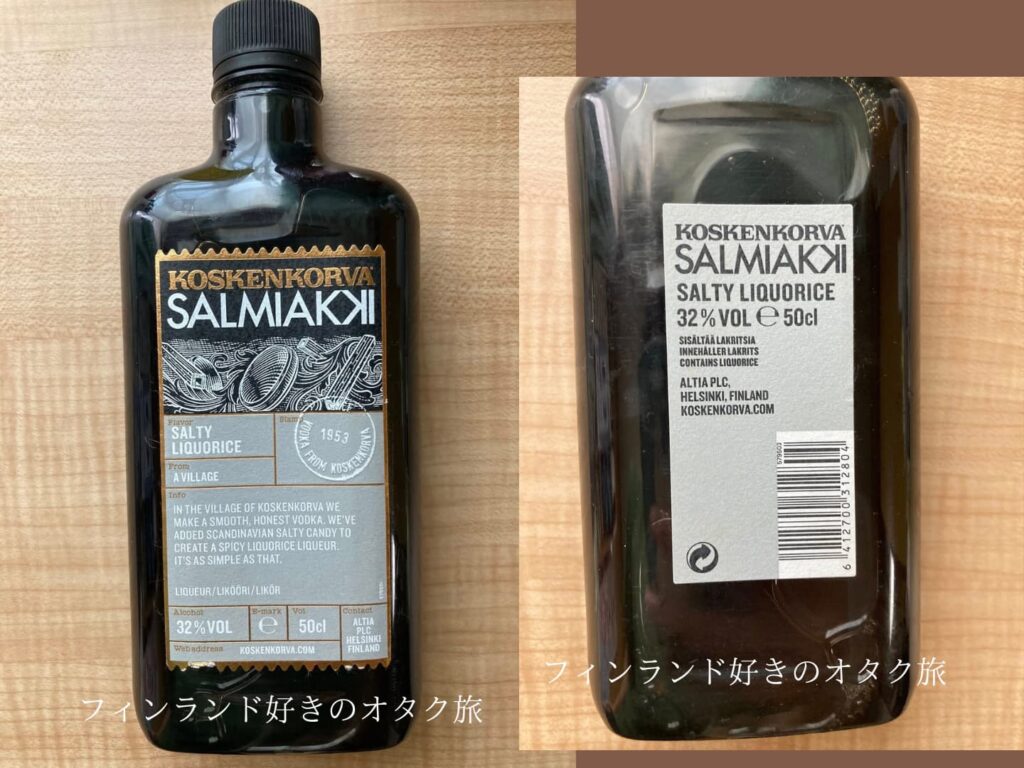 KOSKENKORVA
SALMIAKKI
Flavor
SALTY
LIQUORICE
Stamp
1953
VODKA FROM KOSKENKORVA
From
A VILLAGE
Info
IN THE VILLAGE OF KOSKENKORVA WE
MAKE A SMOOTH, HONEST VODKA. WE'VE
ADDED SCANDINAVIAN SALTY CANDY TO
CREATE A SPICY LIQUORICE LIQUEUR.
IT'S AS SIMPLE AS THAT.
LIQUEUR/LIKÖÖRI/LIKÖR
Alcohol
32%VOL
E-mark
℮
Vol
50cl
Contact
ALTIA
PLC
HELSINKI
FINLAND
Web address
KOSKENKORVA.COM
フィンランド好きのオタク旅
KOSKENKORVA
SALMIAKKI
SALTY LIQUORICE
32% VOL ℮ 50cl
SISÄLTÄÄ LAKRITSIA
INNEHÅLLER LAKRITS
CONTAINS LIQUORICE
ALTIA PLC,
HELSINKI, FINLAND
KOSKENKORVA.COM
6 412700 312804
フィンランド好きのオタク旅